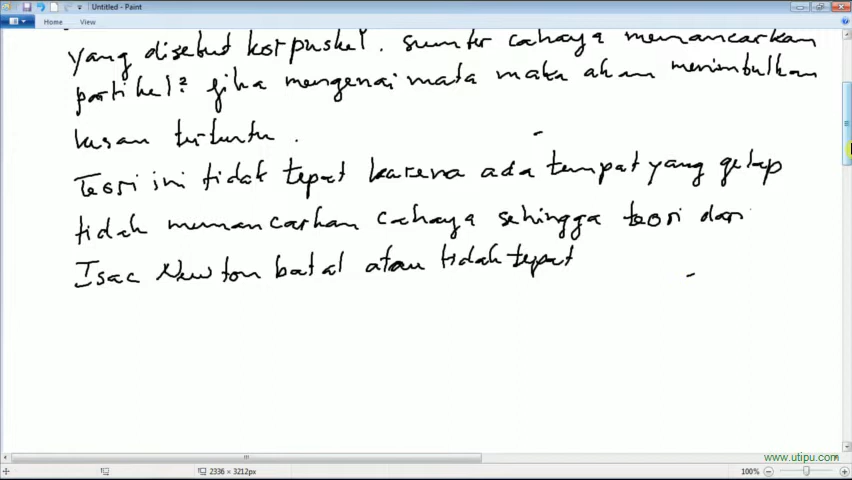 Untitled - Paint
Home View
yang disebut korpuskel. sumber cahaya memancarkan
partikel². jika mengenai mata maka akan menimbulkan
kesan tertentu.
Teori ini tidak tepat karena ada tempat yang gelap
tidak memancarkan cahaya sehingga teori dari
Isac Newton batal atau tidak tepat
www.utipu.com
2336 × 3212px
100%